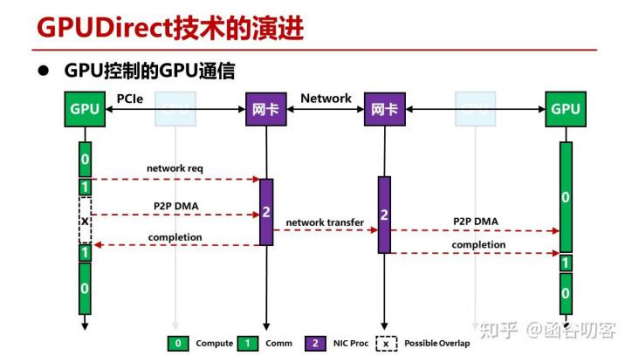 GPUDirect技术的演进
● GPU控制的GPU通信
GPU PCIe GPU 网卡 Network 网卡 GPU GPU
0
1
network req
0
x
P2P DMA
2
2
network transfer
P2P DMA
completion
completion
1
1
0
0
0 Compute 1 Comm 2 NIC Proc x Possible Overlap
知乎 @函谷叨客